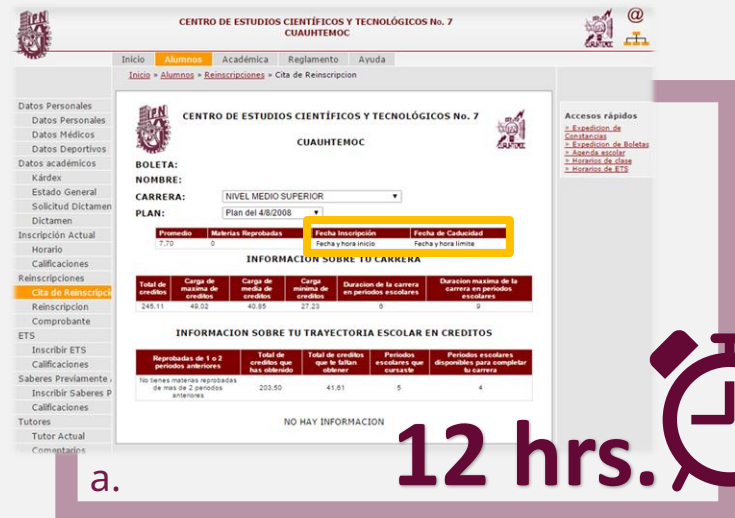 CENTRO DE ESTUDIOS CIENTÍFICOS Y TECNOLÓGICOS No. 7
CUAUHTEMOC
IPN
@
CUAUHTEMOC
Inicio Alumnos Académica Reglamento Ayuda
Inicio » Alumnos » Reinscripciones » Cita de Reinscripcion
Datos Personales
Datos Personales
Datos Médicos
Datos Deportivos
Datos académicos
Kárdex
Estado General
Solicitud Dictamen
Dictamen
Inscripción Actual
Horario
Calificaciones
Reinscripciones
Cita de Reinscripci
Reinscripcion
Comprobante
ETS
Inscribir ETS
Calificaciones
Saberes Previamente
Inscribir Saberes P
Calificaciones
Tutores
Tutor Actual
Comentarios
IPN
CENTRO DE ESTUDIOS CIENTÍFICOS Y TECNOLÓGICOS No. 7
CUAUHTEMOC
BOLETA:
NOMBRE:
CARRERA: NIVEL MEDIO SUPERIOR
PLAN: Plan del 4/8/2008
Promedio Materias Reprobadas Fecha Inscripción Fecha de Caducidad
7.70 0 Fecha y hora inicio Fecha y hora límite
INFORMACION SOBRE TU CARRERA
Total de creditos Carga de maxima de creditos Carga de media de creditos Carga minima de creditos Duracion de la carrera en periodos escolares Duracion maxima de la carrera en periodos escolares
245.11 49.02 40.85 27.23 6 9
INFORMACION SOBRE TU TRAYECTORIA ESCOLAR EN CREDITOS
Reprobadas de 1 o 2 periodos anteriores Total de creditos que has obtenido Total de creditos que te faltan obtener Periodos escolares que cursaste Periodos escolares disponibles para completar tu carrera
No tienes materias reprobadas de mas de 2 periodos anteriores 203.50 41.61 5 4
NO HAY INFORMACION
Accesos rápidos
> Expedicion de
Constancias
> Expedicion de Boletas
> Agenda escolar
> Horarios de clase
> Horarios de ETS
a.
12 hrs.